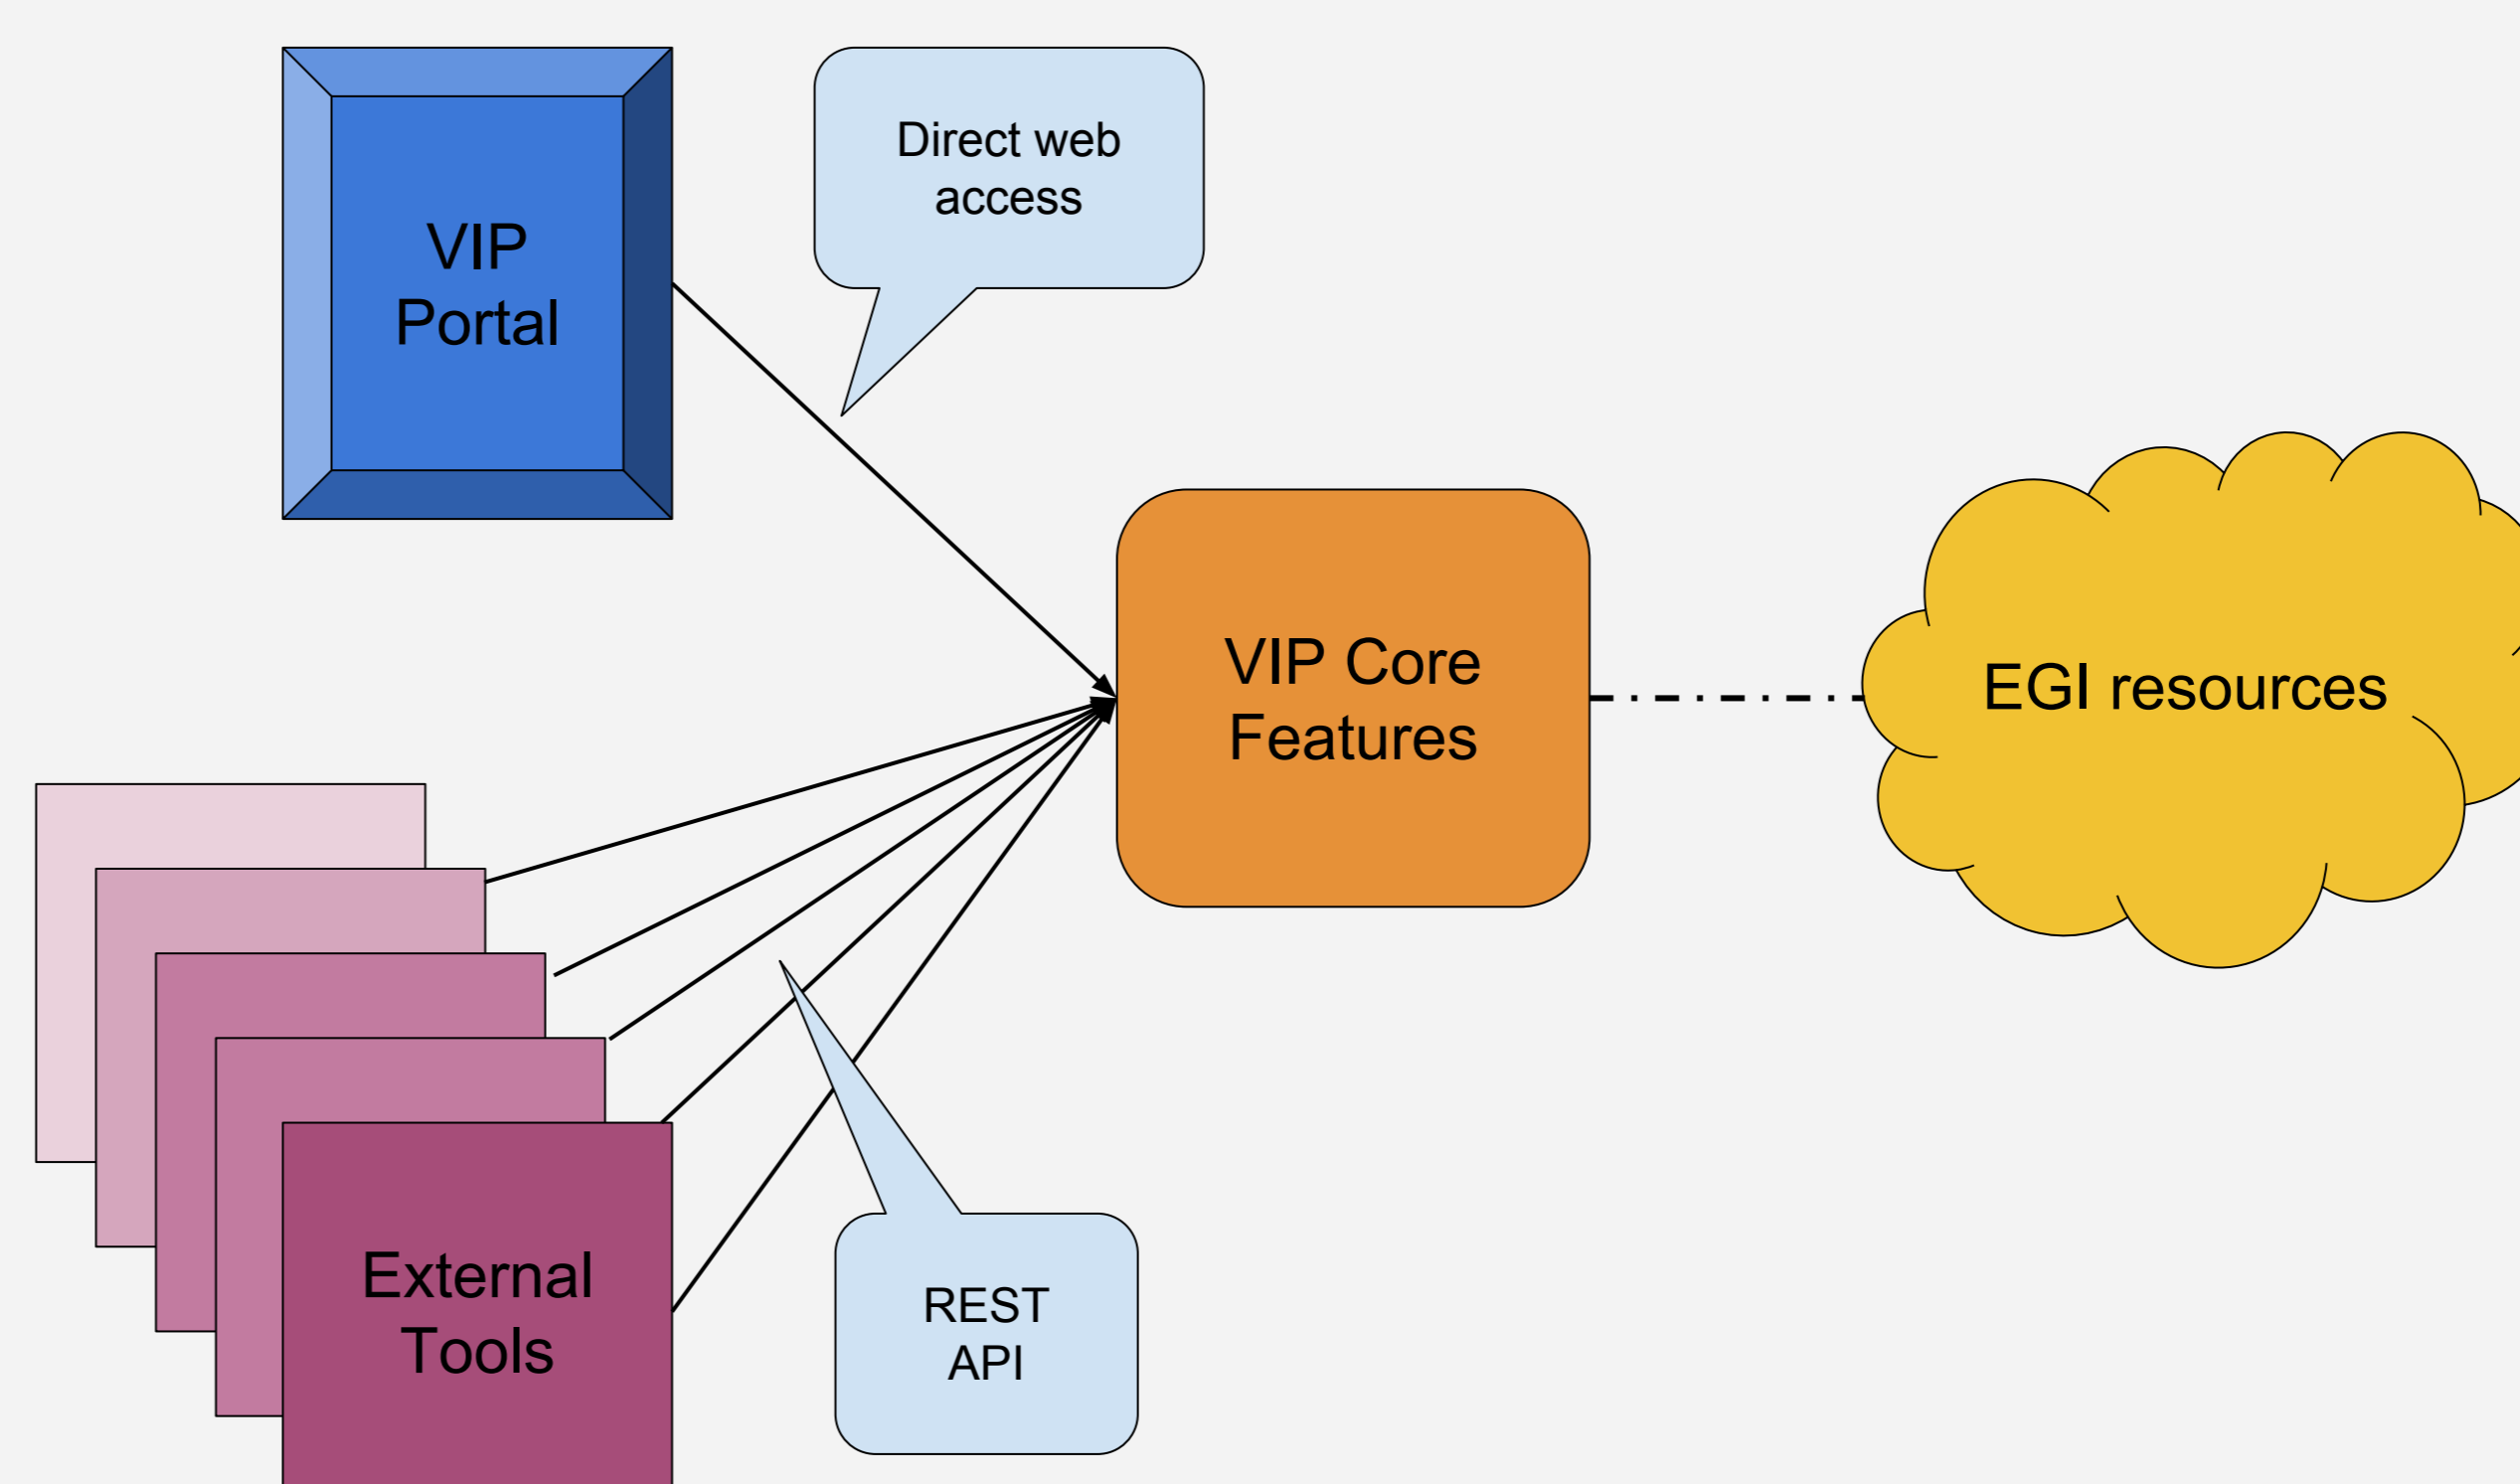 VIP
Portal
Direct web
access
VIP Core
Features
EGI resources
External
Tools
REST
API